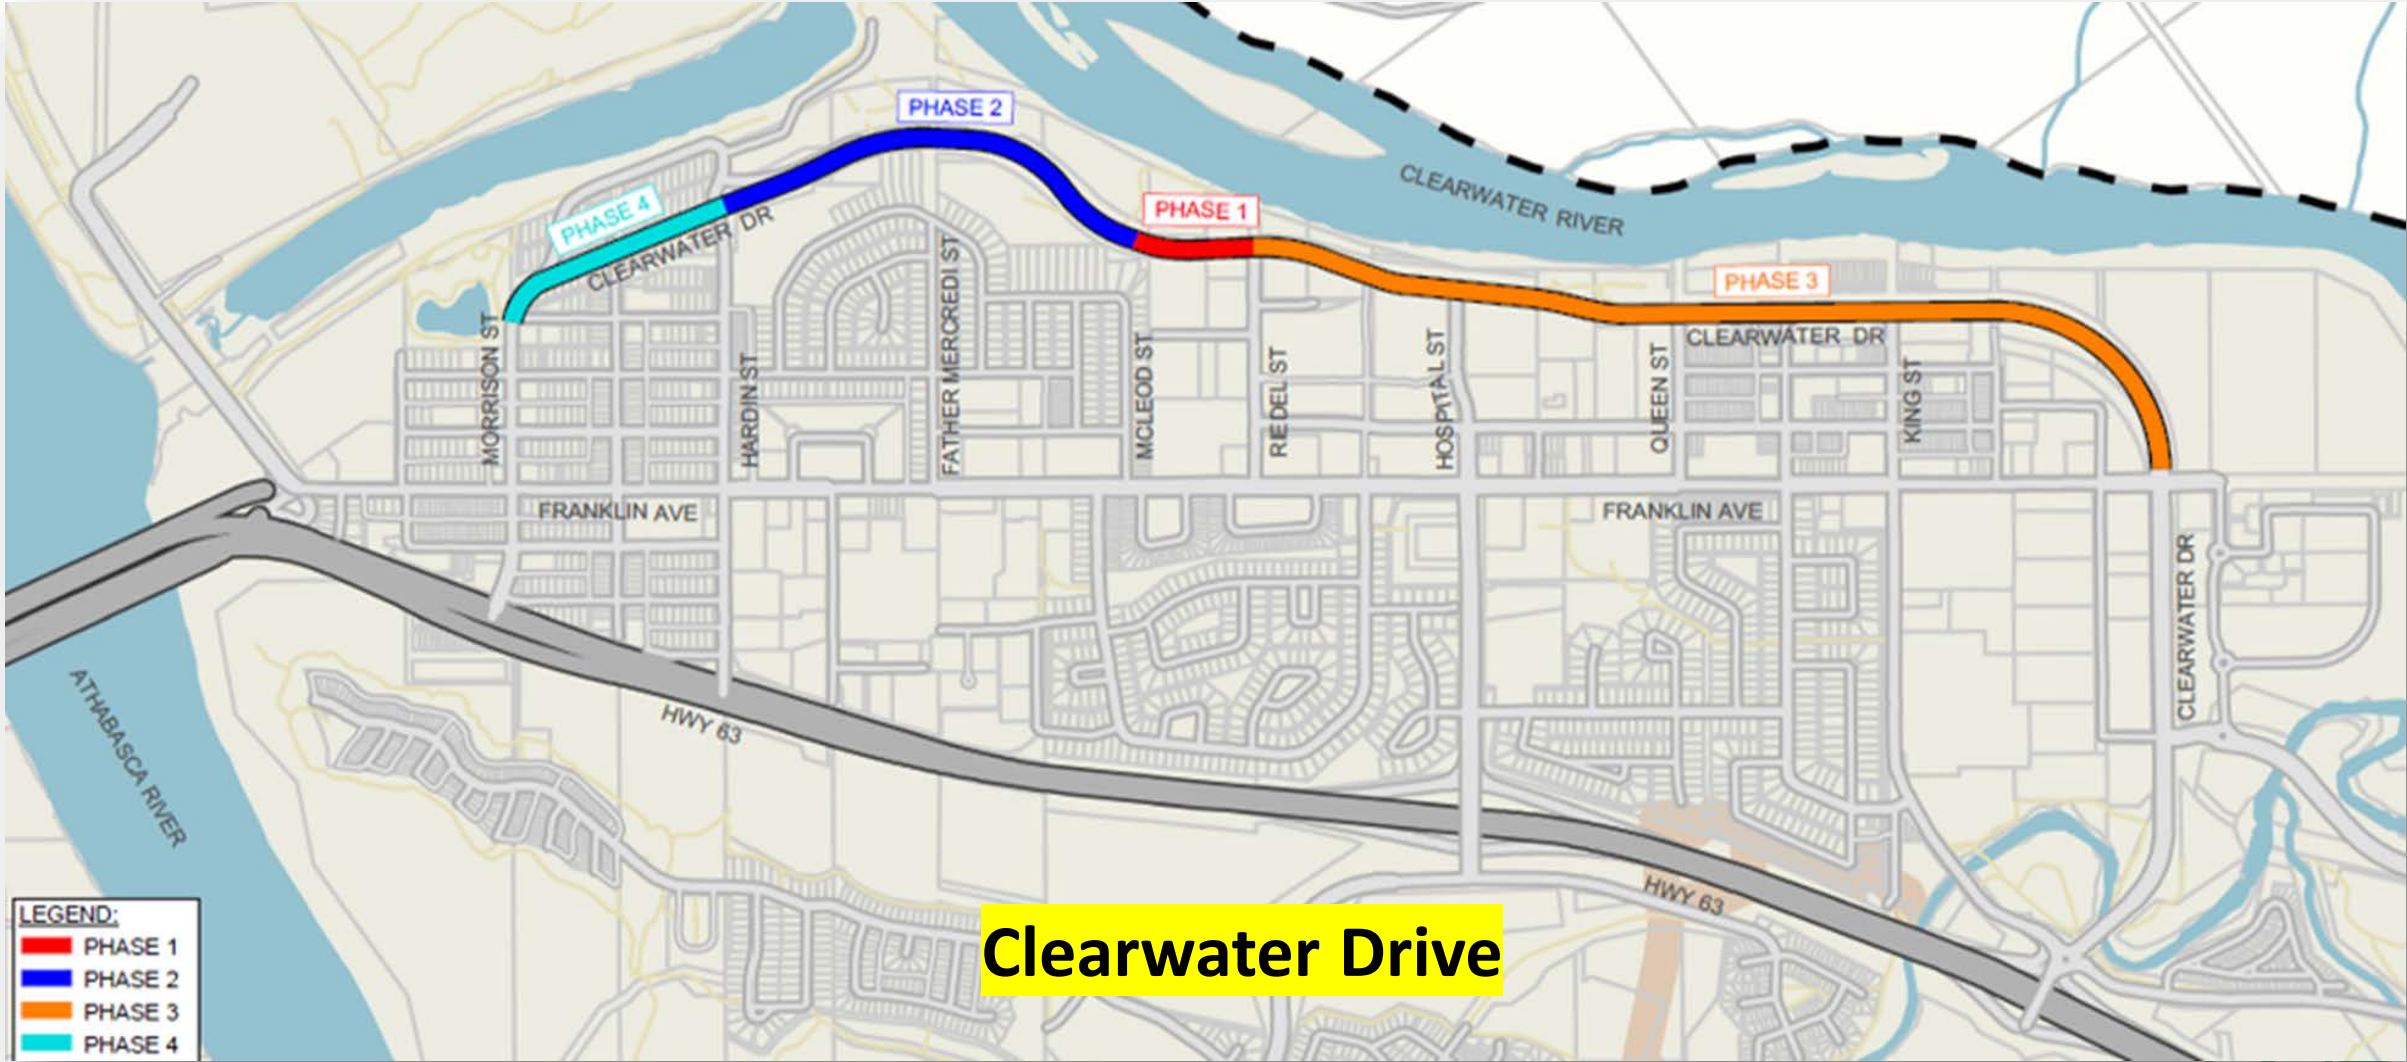 PHASE 2
CLEARWATER RIVER
PHASE 4
CLEARWATER DR
PHASE 1
PHASE 3
CLEARWATER DR
MORRISON ST
HARDIN ST
FATHER MERCREDI ST
MCLEOD ST
RIEDEL ST
HOSPITAL ST
QUEEN ST
KING ST
FRANKLIN AVE
FRANKLIN AVE
CLEARWATER DR
ATHABASCA RIVER
HWY 63
HWY 63
Clearwater Drive
LEGEND:
PHASE 1
PHASE 2
PHASE 3
PHASE 4